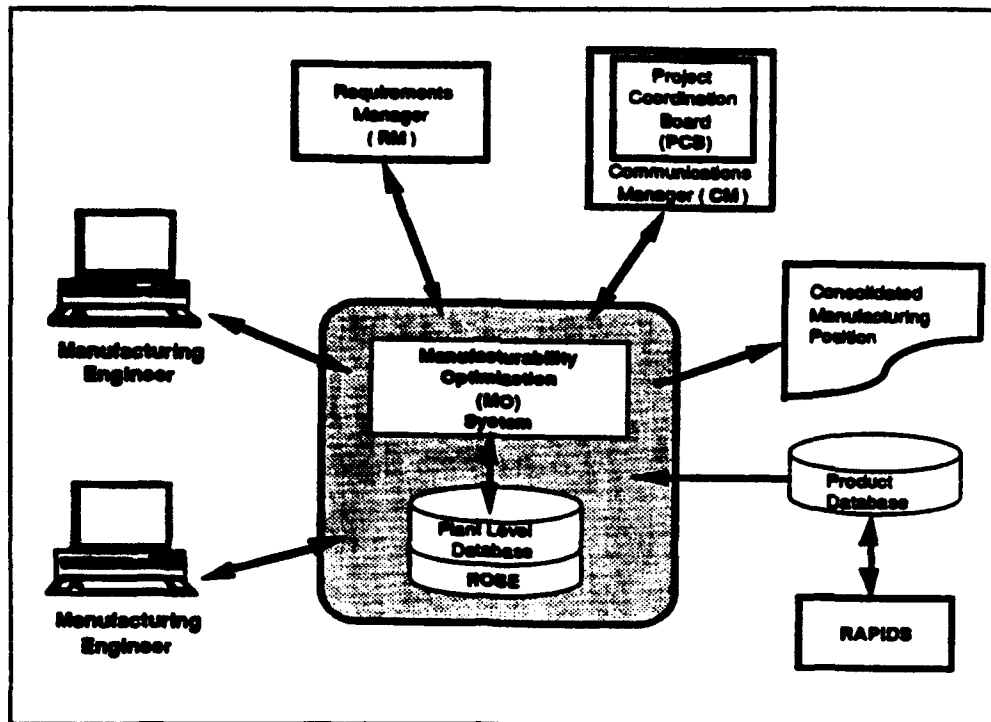 Requirements
Manager
( RM )
Project
Coordination
Board
(PCB)
Communications
Manager ( CM )
Manufacturing
Engineer
Consolidated
Manufacturing
Position
Manufacturability
Optimization
(MO)
System
Product
Database
Plant Level
Database
ROSE
Manufacturing
Engineer
RAPIDS